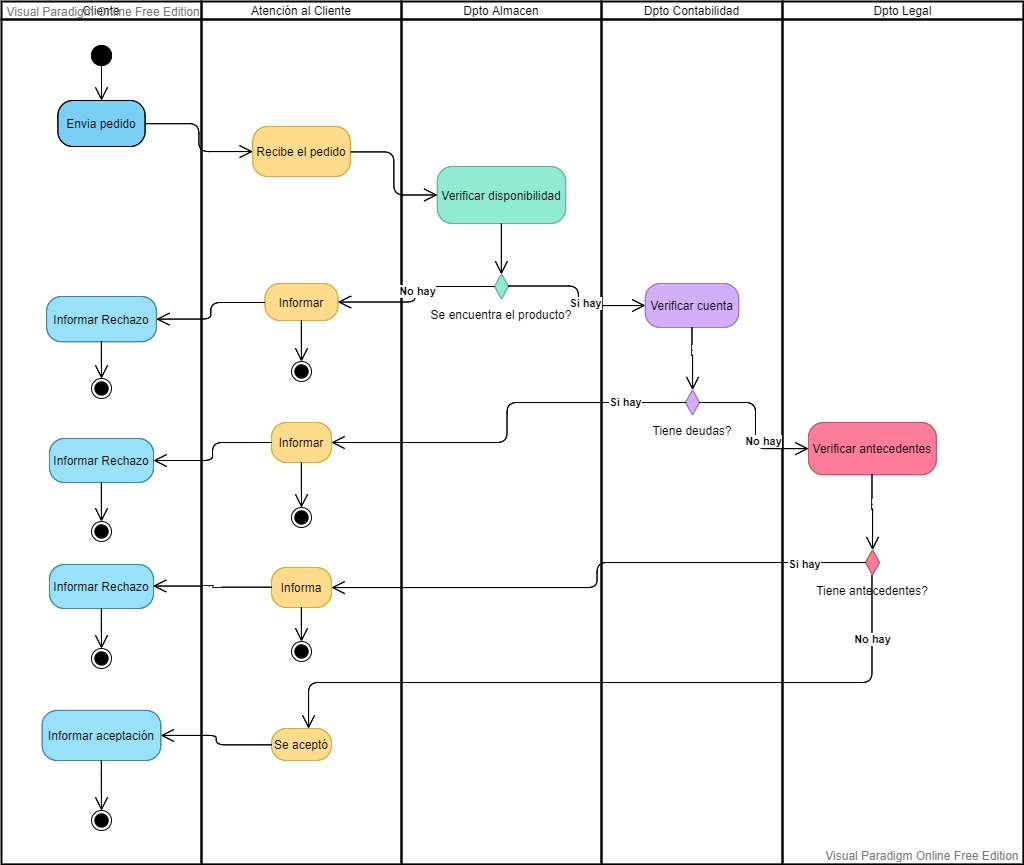 Visual Paradigm Online Free Edition
Cliente
Atención al Cliente
Dpto Almacen
Dpto Contabilidad
Dpto Legal
Envia pedido
Recibe el pedido
Verificar disponibilidad
No hay
Si hay
Se encuentra el producto?
Informar
Informar Rechazo
Verificar cuenta
Si hay
Tiene deudas?
No hay
Informar
Informar Rechazo
Verificar antecedentes
Si hay
Tiene antecedentes?
Informa
Informar Rechazo
No hay
Se aceptó
Informar aceptación
Visual Paradigm Online Free Edition